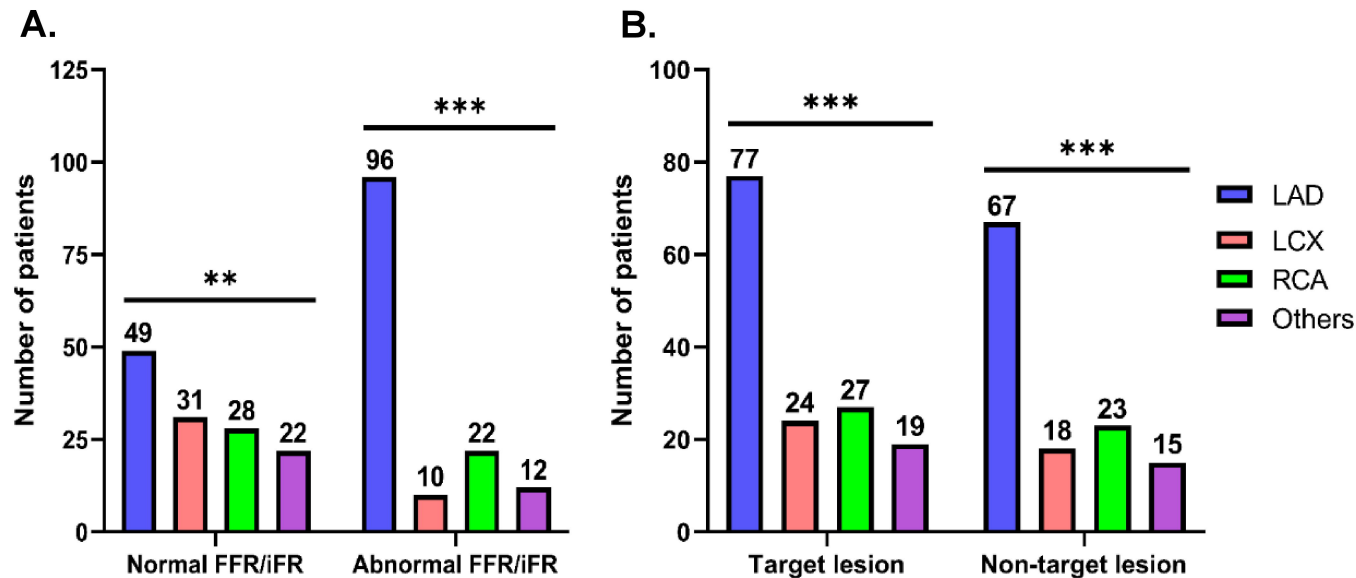 A.
Number of patients
125
100
75
50
25
0
**
***
49
31
28
22
96
10
22
12
Normal FFR/iFR
Abnormal FFR/iFR
B.
Number of patients
100
80
60
40
20
0
***
***
77
24
27
19
67
18
23
15
Target lesion
Non-target lesion
LAD
LCX
RCA
Others